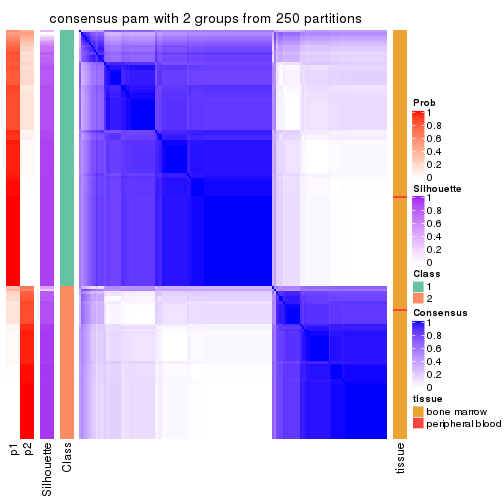 consensus pam with 2 groups from 250 partitions
Prob
1
0.8
0.6
0.4
0.2
0
Silhouette
1
0.8
0.6
0.4
0.2
0
Class
1
2
Consensus
1
0.8
0.6
0.4
0.2
0
tissue
bone marrow
peripheral blood
p1
p2
Silhouette
Class
tissue